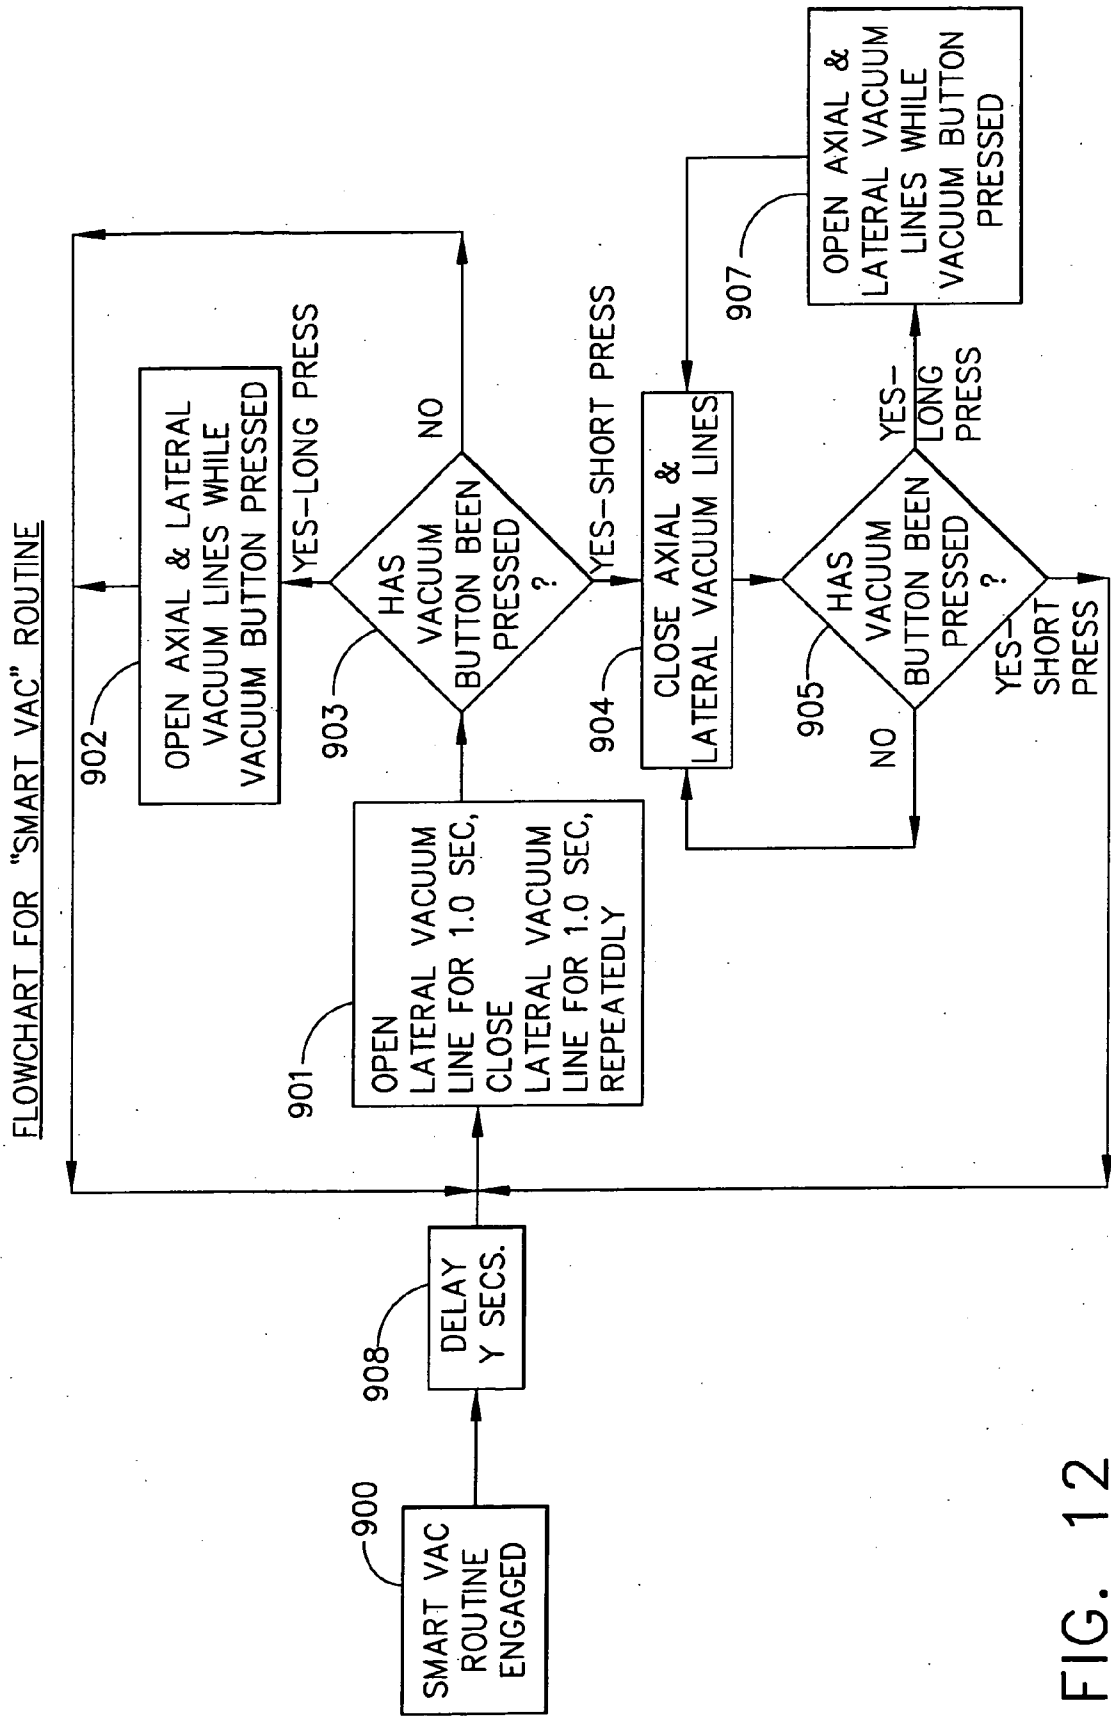 FLOWCHART FOR "SMART VAC" ROUTINE
900
SMART VAC
ROUTINE
ENGAGED
908
DELAY
Y SECS.
901
OPEN
LATERAL VACUUM
LINE FOR 1.0 SEC,
CLOSE
LATERAL VACUUM
LINE FOR 1.0 SEC,
REPEATEDLY
902
OPEN AXIAL & LATERAL
VACUUM LINES WHILE
VACUUM BUTTON PRESSED
YES-LONG PRESS
903
HAS
VACUUM
BUTTON BEEN
PRESSED
?
NO
YES-SHORT PRESS
904
CLOSE AXIAL &
LATERAL VACUUM LINES
905
HAS
VACUUM
BUTTON BEEN
PRESSED
?
NO
YES-
LONG
PRESS
YES-
SHORT
PRESS
907
OPEN AXIAL &
LATERAL VACUUM
LINES WHILE
VACUUM BUTTON
PRESSED
FIG. 12